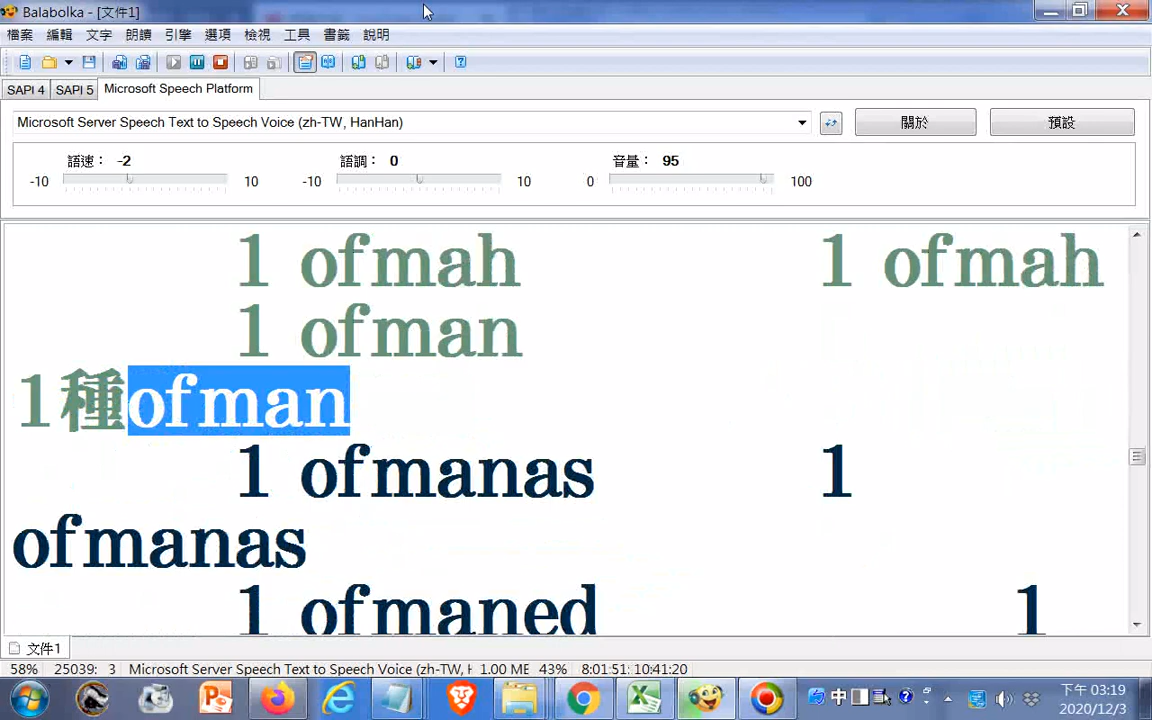 Balabolka - [文件1]
檔案 編輯 文字 朗讀 引擎 選項 檢視 工具 書籤 說明
SAPI 4 SAPI 5 Microsoft Speech Platform
Microsoft Server Speech Text to Speech Voice (zh-TW, HanHan) 關於 預設
語速： -2 語調： 0 音量： 95
-10 10 -10 10 0 100
1 ofmah 1 ofmah
1 ofman
1種ofman
1 ofmanas 1
ofmanas
1 ofmaned 1
文件1
58% 25039: 3 Microsoft Server Speech Text to Speech Voice (zh-TW, 1.00 ME 43% 8:01:51: 10:41:20
中 下午 03:19
2020/12/3